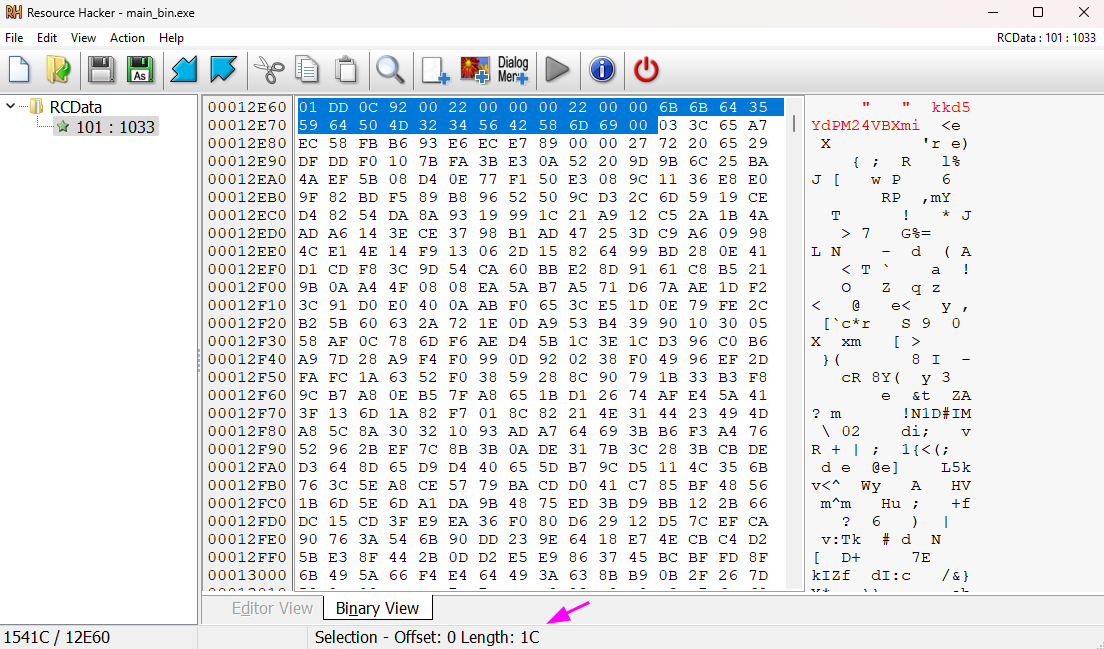 RH Resource Hacker - main_bin.exe
File Edit View Action Help RCData : 101 : 1033
As Dialog Menu
RCData
101 : 1033
00012E60 01 DD 0C 92 00 22 00 00 00 22 00 00 6B 6B 64 35 " " kkd5
00012E70 59 64 50 4D 32 34 56 42 58 6D 69 00 03 3C 65 A7 YdPM24VBXmi <e
00012E80 EC 58 FB B6 93 E6 EC E7 89 00 00 27 72 20 65 29 X 'r e)
00012E90 DF DD F0 10 7B FA 3B E3 0A 52 20 9D 9B 6C 25 BA { ; R l%
00012EA0 4A EF 5B 08 D4 0E 77 F1 50 E3 08 9C 11 36 E8 E0 J [ w P 6
00012EB0 9F 82 BD F5 89 B8 96 52 50 9C D3 2C 6D 59 19 CE RP ,mY
00012EC0 D4 82 54 DA 8A 93 19 99 1C 21 A9 12 C5 2A 1B 4A T ! * J
00012ED0 AD A6 14 3E CE 37 98 B1 AD 47 25 3D C9 A6 09 98 > 7 G%=
00012EE0 4C E1 4E 14 F9 13 06 2D 15 82 64 99 BD 28 0E 41 L N - d ( A
00012EF0 D1 CD F8 3C 9D 54 CA 60 BB E2 8D 91 61 C8 B5 21 < T ` a !
00012F00 9B 0A A4 4F 08 08 EA 5A B7 A5 71 D6 7A AE 1D F2 O Z q z
00012F10 3C 91 D0 E0 40 0A AB F0 65 3C E5 1D 0E 79 FE 2C < @ e< y ,
00012F20 B2 5B 60 63 2A 72 1E 0D A9 53 B4 39 90 10 30 05 [`c*r S 9 0
00012F30 58 AF 0C 78 6D F6 AE D4 5B 1C 3E 1C D3 96 C0 B6 X xm [ >
00012F40 A9 7D 28 A9 F4 F0 99 0D 92 02 38 F0 49 96 EF 2D }( 8 I -
00012F50 FA FC 1A 63 52 F0 38 59 28 8C 90 79 1B 33 B3 F8 cR 8Y( y 3
00012F60 9C B7 A8 0E B5 7F A8 65 1B D1 26 74 AF E4 5A 41 e &t ZA
00012F70 3F 13 6D 1A 82 F7 01 8C 82 21 4E 31 44 23 49 4D ? m !N1D#IM
00012F80 A8 5C 8A 30 32 10 93 AD A7 64 69 3B B6 F3 A4 76 \ 02 di; v
00012F90 52 96 2B EF 7C 8B 3B 0A DE 31 7B 3C 28 3B CB DE R + | ; 1{<(;
00012FA0 D3 64 8D 65 D9 D4 40 65 5D B7 9C D5 11 4C 35 6B d e @e] L5k
00012FB0 76 3C 5E A8 CE 57 79 BA CD D0 41 C7 85 BF 48 56 v<^ Wy A HV
00012FC0 1B 6D 5E 6D A1 DA 9B 48 75 ED 3B D9 BB 12 2B 66 m^m Hu ; +f
00012FD0 DC 15 CD 3F E9 EA 36 F0 80 D6 29 12 D5 7C EF CA ? 6 ) |
00012FE0 90 76 3A 54 6B 90 DD 23 9E 64 18 E7 4E CB C4 D2 v:Tk # d N
00012FF0 5B E3 8F 44 2B 0D D2 E5 E9 86 37 45 BC BF FD 8F [ D+ 7E
00013000 6B 49 5A 66 F4 E4 64 49 3A 63 8B B9 0B 2F 26 7D kIZf dI:c /&}
Editor View Binary View
1541C / 12E60 Selection - Offset: 0 Length: 1C